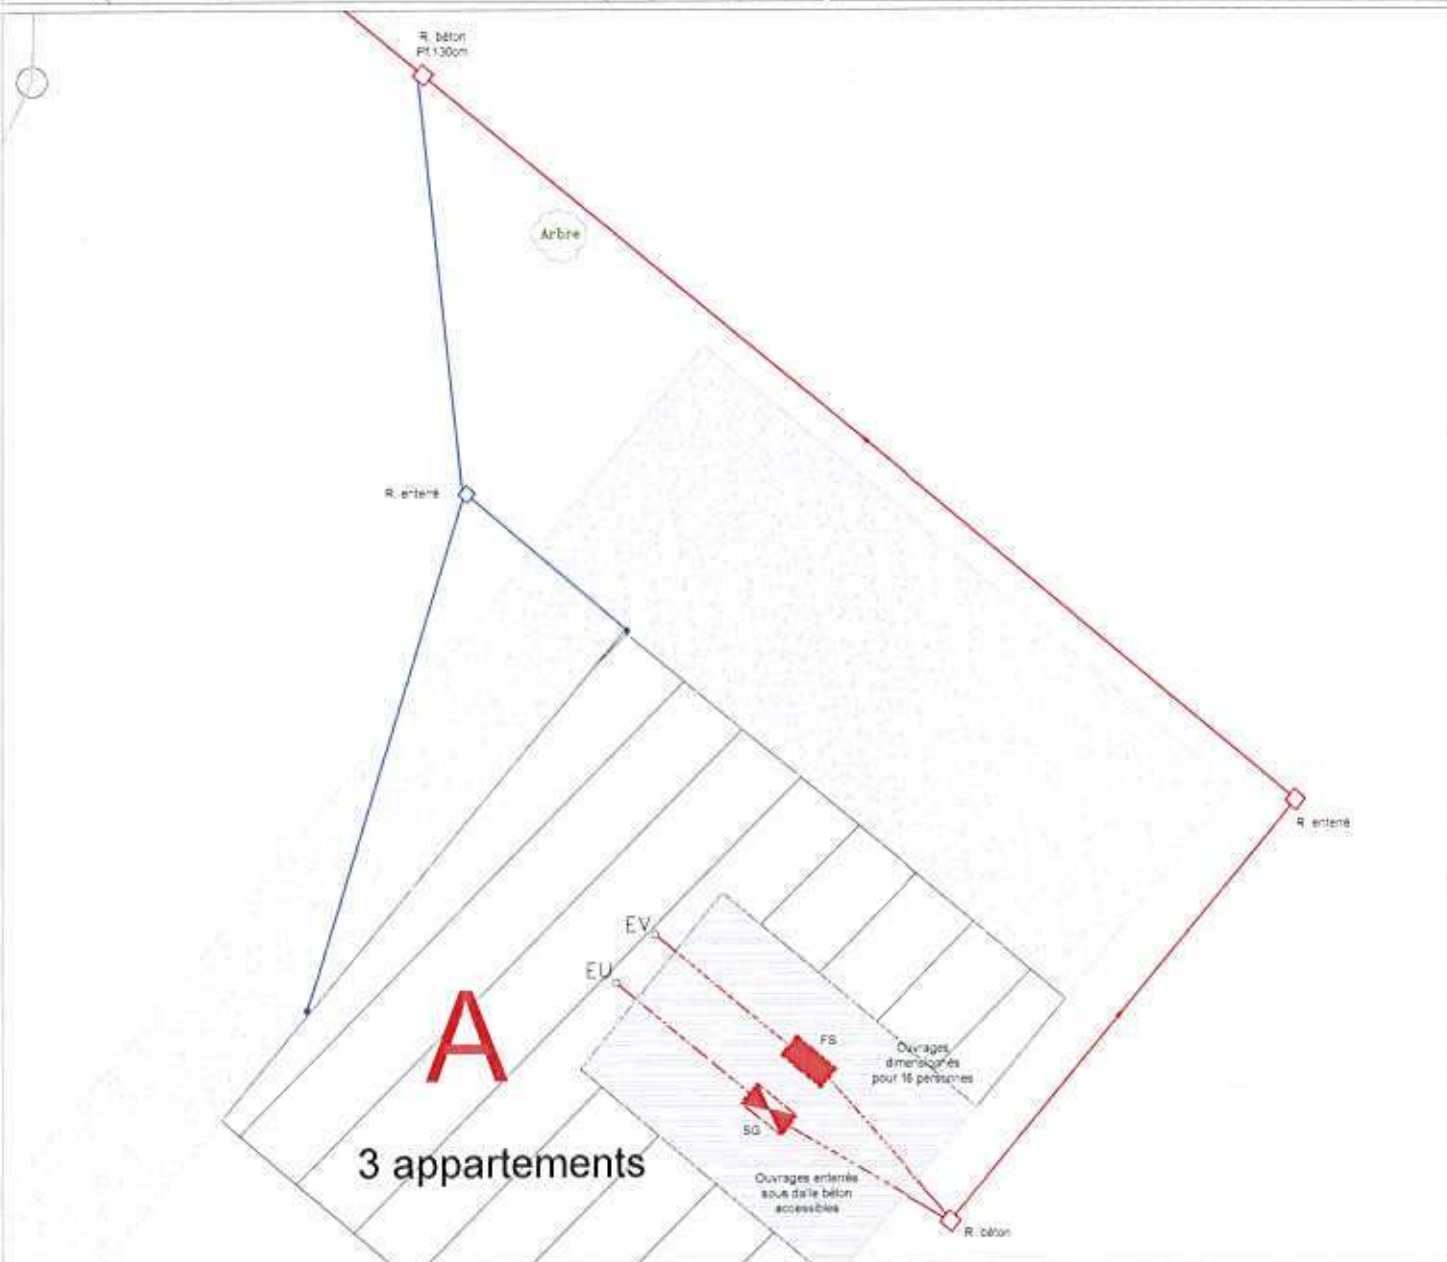 R. béton
Pf.130cm
Arbre
R. enterré
R. enterré
EV
EU
FS
Ouvrages
dimensionnés
pour 16 personnes
A
SG
3 appartements
Ouvrages enterrés
sous dalle béton
accessibles
R. béton